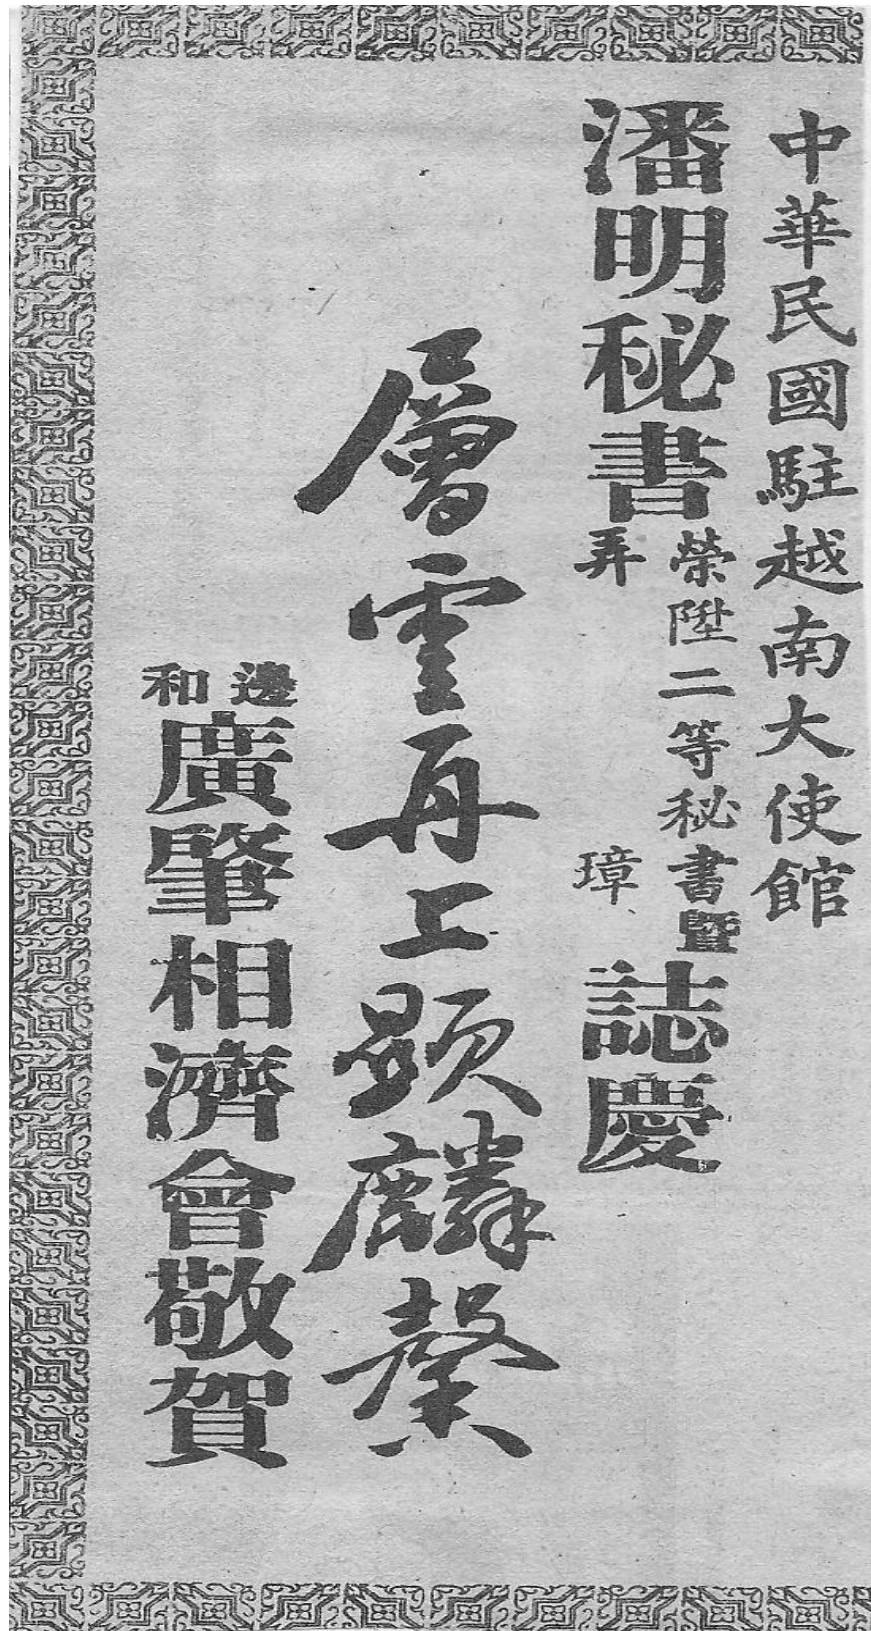 中華民國駐越南大使館
潘明秘書
榮陞二等秘書暨
弄璋
誌慶
層雲再上顯麟縈
邊和
廣肇相濟會敬賀